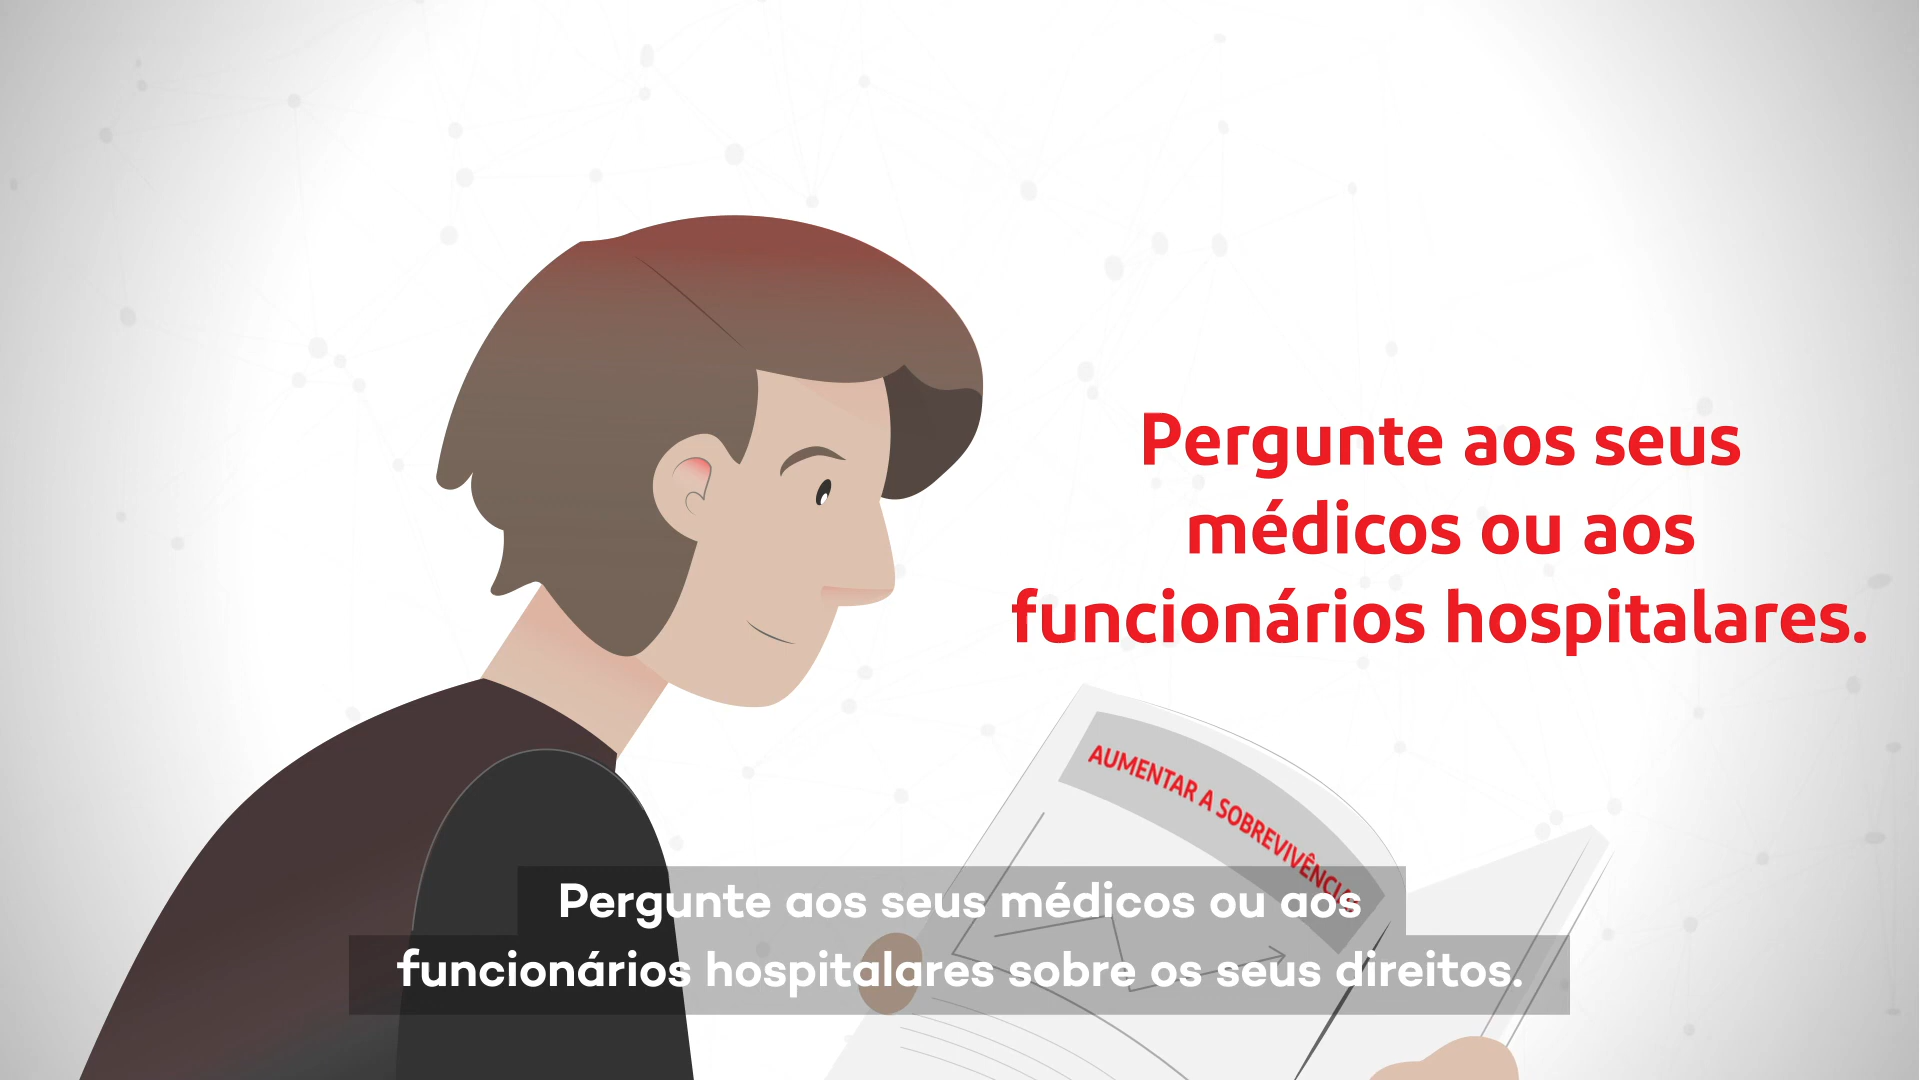 Pergunte aos seus
médicos ou aos
funcionários hospitalares.
AUMENTAR A SOBREVIVÊNCIA
Pergunte aos seus médicos ou aos
funcionários hospitalares sobre os seus direitos.